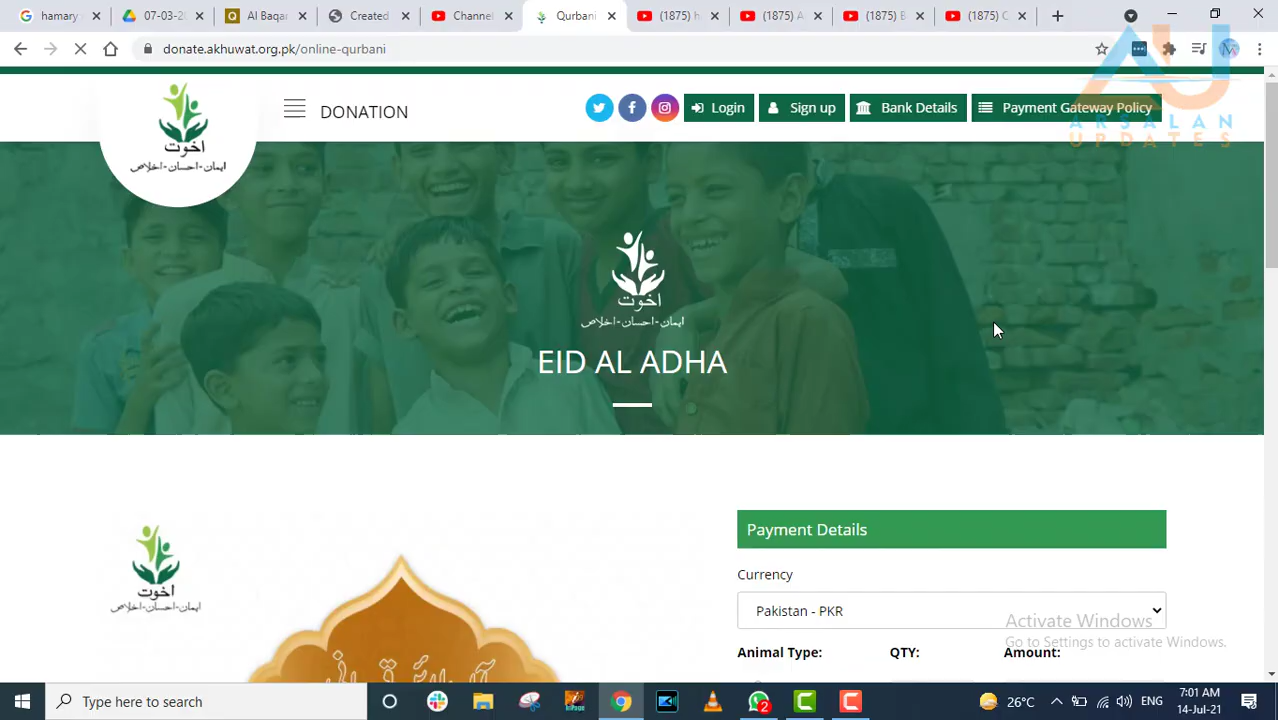 hamary
07-03-2
Al Baqar
Created
Channel
Qurbani
(1875) h
(1875) A
(1875) B
(1875) C
donate.akhuwat.org.pk/online-qurbani
DONATION
Login
Sign up
Bank Details
Payment Gateway Policy
ARSALAN
UPDATES
اخوت
ایمان-احسان-اخلاص
اخوت
ایمان-احسان-اخلاص
EID AL ADHA
اخوت
ایمان-احسان-اخلاص
Payment Details
Currency
Pakistan - PKR
Activate Windows
Go to Settings to activate Windows.
Animal Type:
QTY:
Amount:
Type here to search
2
26°C
ENG
7:01 AM
14-Jul-21